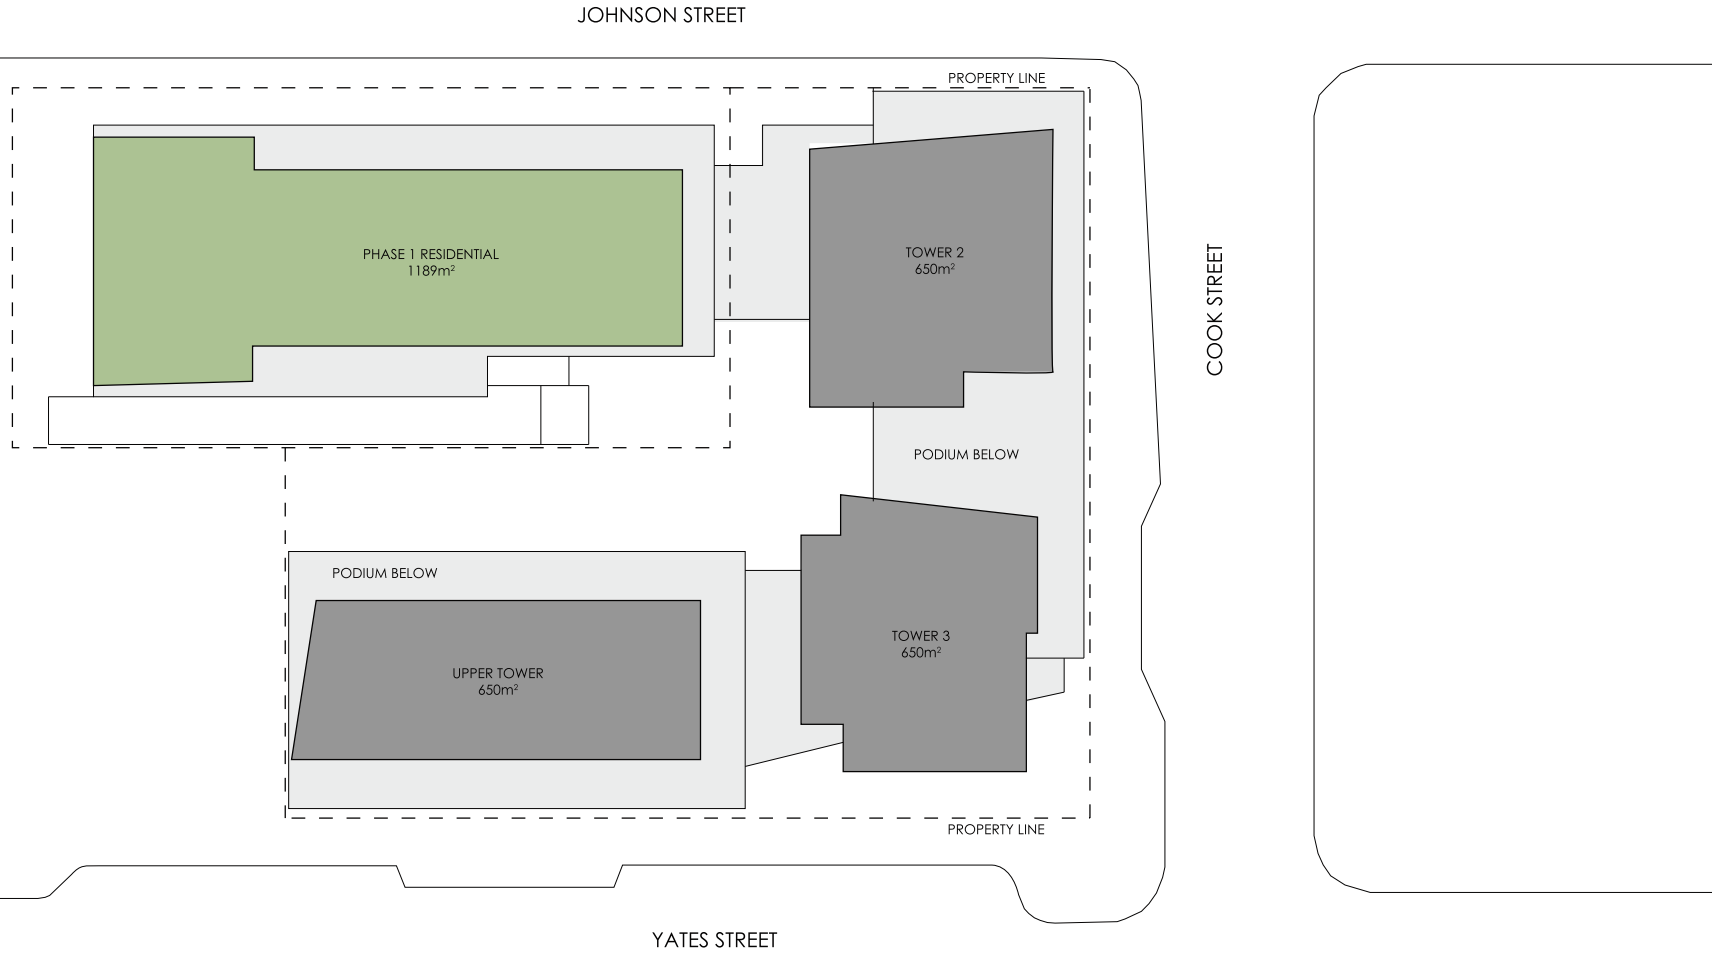 JOHNSON STREET
PROPERTY LINE
PHASE 1 RESIDENTIAL
1189m²
TOWER 2
650m²
COOK STREET
PODIUM BELOW
PODIUM BELOW
TOWER 3
650m²
UPPER TOWER
650m²
PROPERTY LINE
YATES STREET